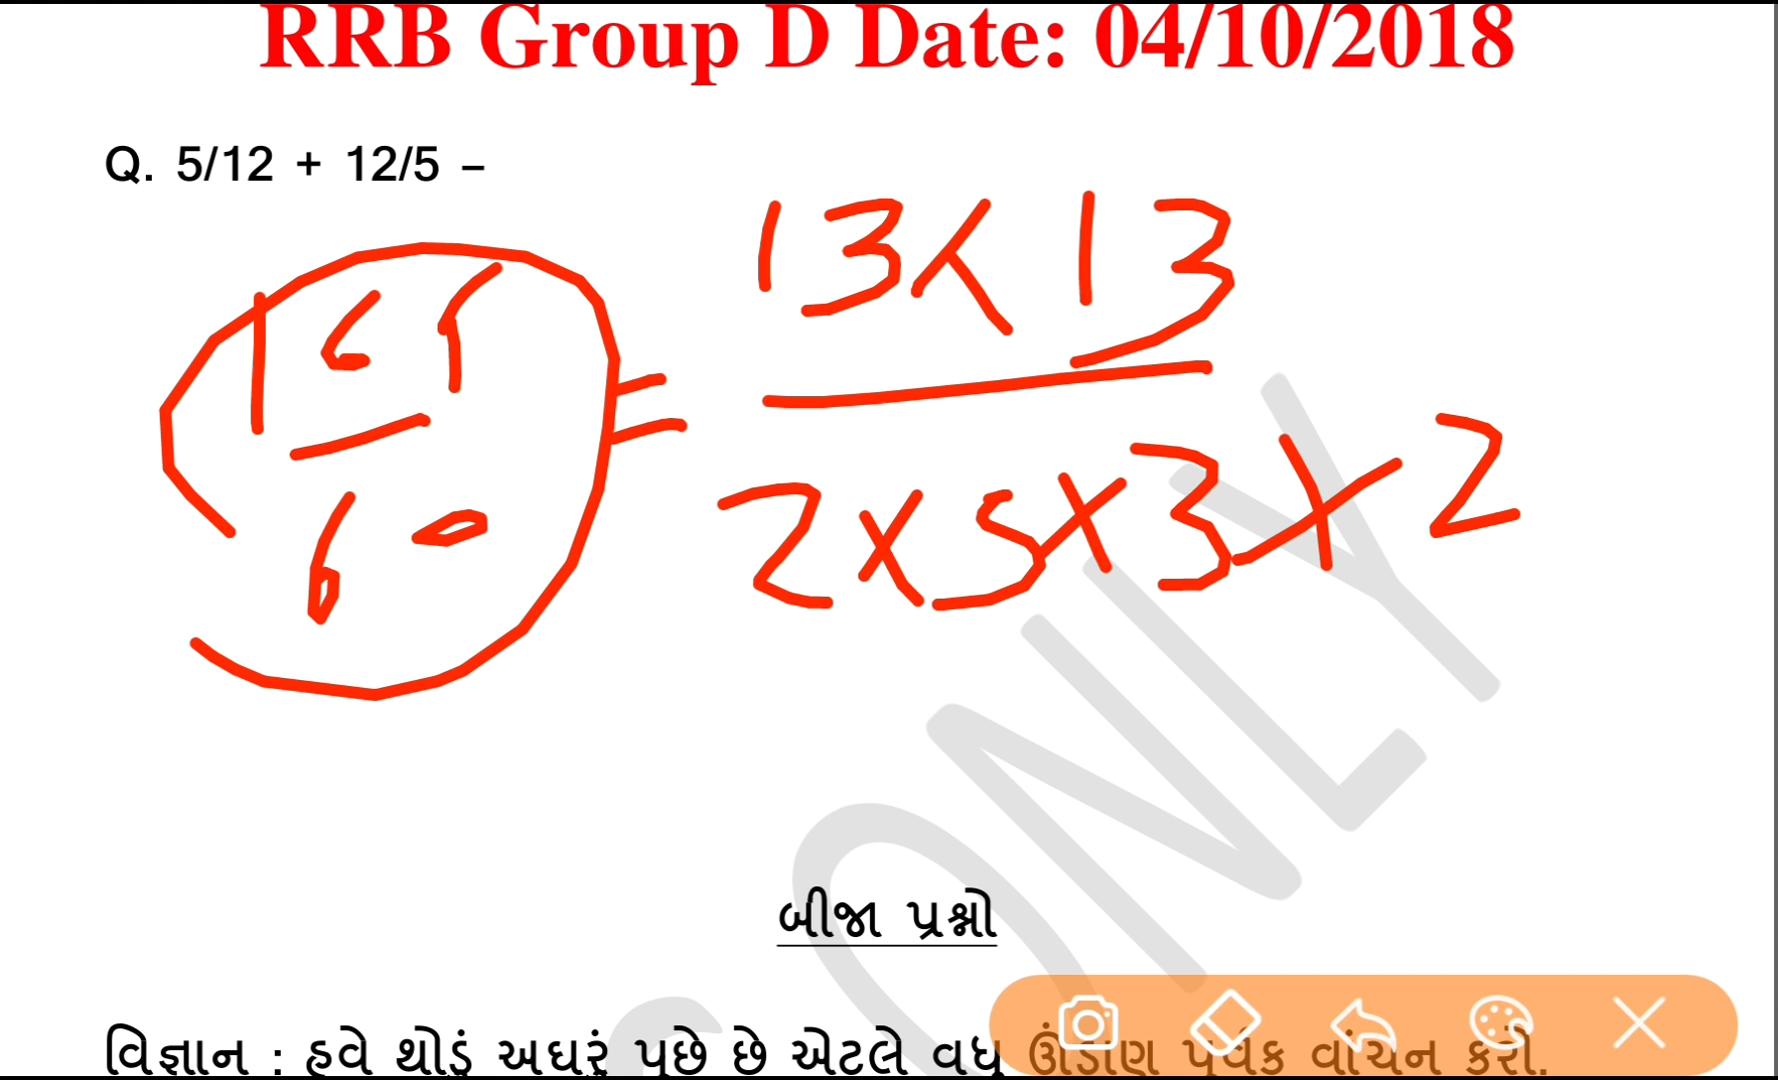 RRB Group D Date: 04/10/2018
Q. 5/12 + 12/5 –
169 = 13 × 13
60 2 × 5 × 3 × 2
ONLY
બીજા પ્રશ્નો
વિજ્ઞાન : હવે થોડું અઘરું પૂછે છે એટલે વધુ ઊંડાણ પૂર્વક વાંચન કરો.